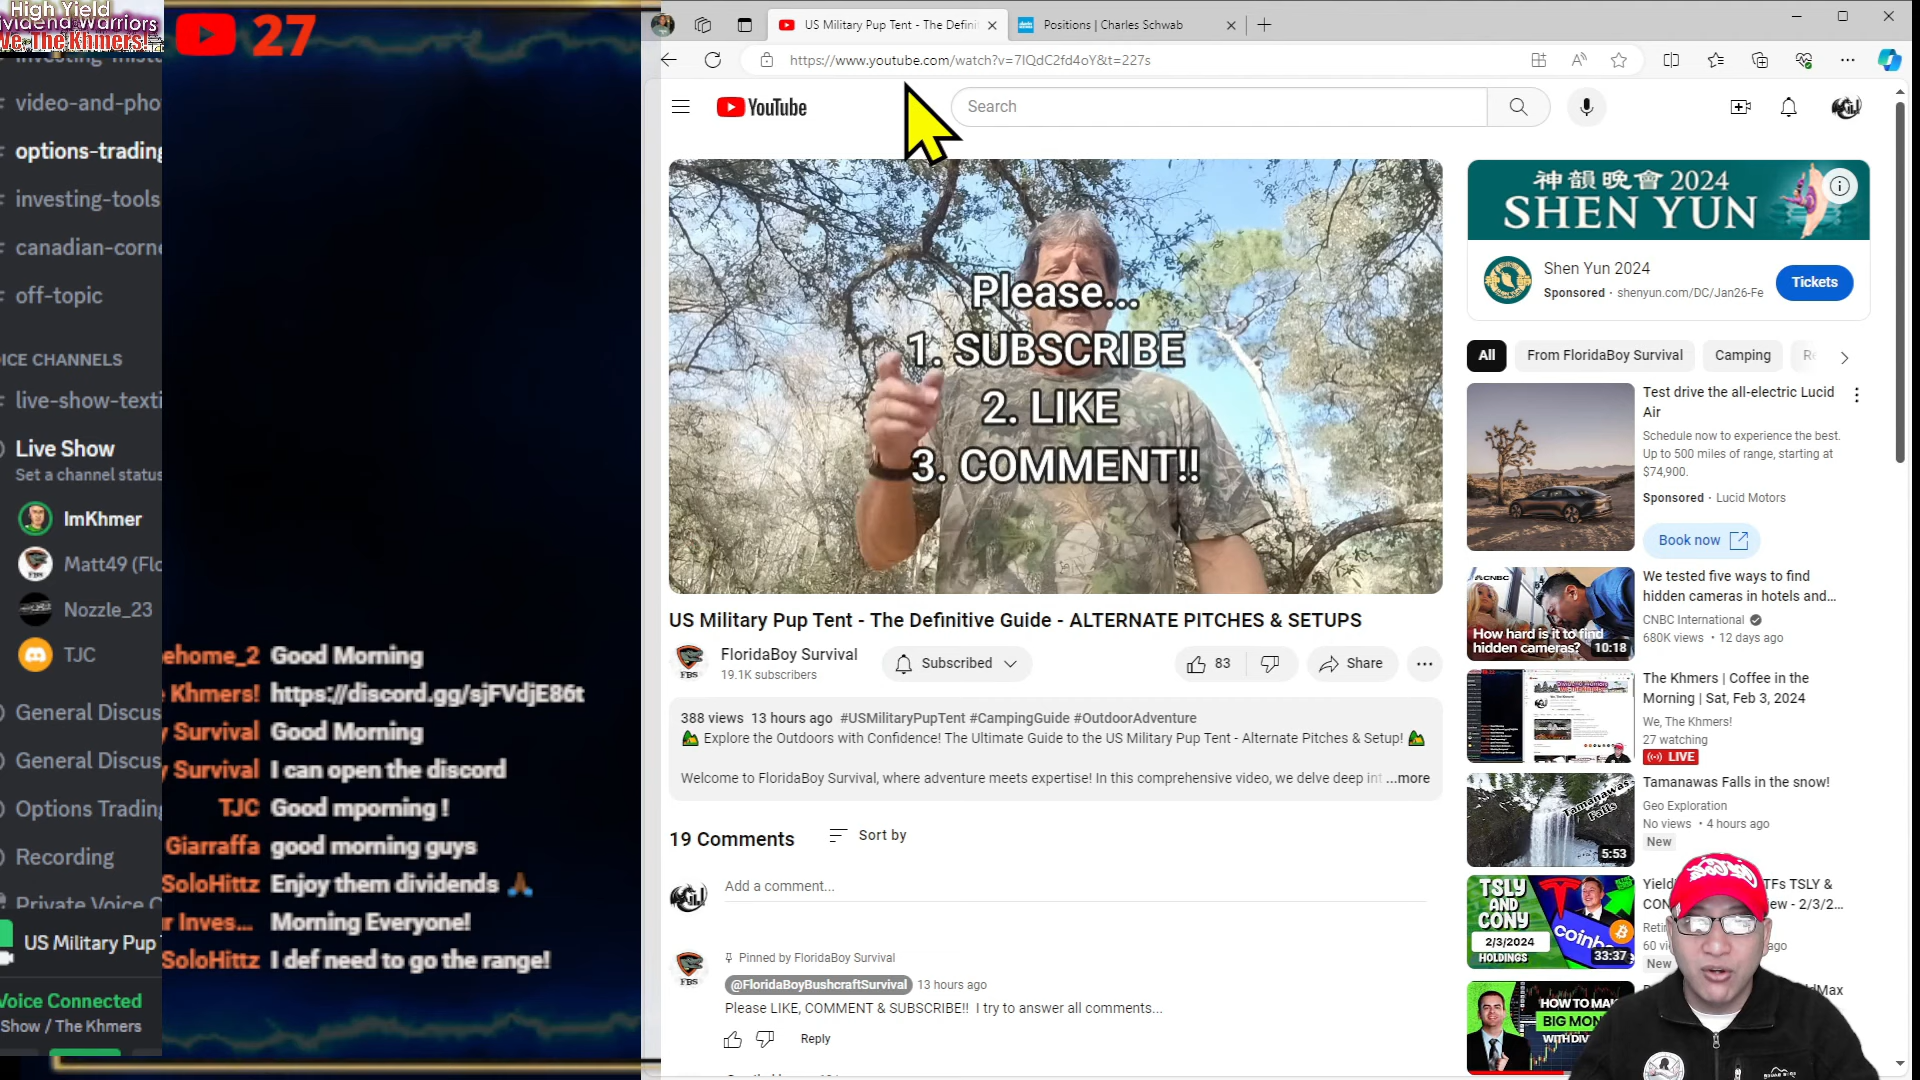 High Yield
Dividend Warriors
We, The Khmers!
27
video-and-pho
options-trading
investing-tools
canadian-corne
off-topic
ICE CHANNELS
live-show-texti
Live Show
Set a channel status
ImKhmer
Matt49 (Flo
Nozzle_23
TJC
General Discus
General Discus
Options Trading
Recording
Private Voice C
US Military Pup
Voice Connected
Show / The Khmers
ehome_2 Good Morning
e Khmers! https://discord.gg/sjFVdjE86t
y Survival Good Morning
y Survival I can open the discord
TJC Good mporning !
Giarraffa good morning guys
SoloHittz Enjoy them dividends 🙏🏾
r Inves... Morning Everyone!
SoloHittz I def need to go the range!
US Military Pup Tent - The Defini
Positions | Charles Schwab
https://www.youtube.com/watch?v=7IQdC2fd4oY&t=227s
YouTube
Search
Please...
1. SUBSCRIBE
2. LIKE
3. COMMENT!!
US Military Pup Tent - The Definitive Guide - ALTERNATE PITCHES & SETUPS
FBS
FloridaBoy Survival
19.1K subscribers
Subscribed
83
Share
388 views 13 hours ago #USMilitaryPupTent #CampingGuide #OutdoorAdventure
🏕️ Explore the Outdoors with Confidence! The Ultimate Guide to the US Military Pup Tent - Alternate Pitches & Setup! 🏕️
Welcome to FloridaBoy Survival, where adventure meets expertise! In this comprehensive video, we delve deep int ...more
19 Comments
Sort by
Add a comment...
Pinned by FloridaBoy Survival
FBS
@FloridaBoyBushcraftSurvival 13 hours ago
Please LIKE, COMMENT & SUBSCRIBE!! I try to answer all comments...
Reply
神韻晚會 2024
SHEN YUN
Shen Yun 2024
Sponsored · shenyun.com/DC/Jan26-Fe
Tickets
All
From FloridaBoy Survival
Camping
Re
Test drive the all-electric Lucid
Air
Schedule now to experience the best.
Up to 500 miles of range, starting at
$74,900.
Sponsored · Lucid Motors
Book now
CNBC
How hard is it to find
hidden cameras?
10:18
We tested five ways to find
hidden cameras in hotels and...
CNBC International
680K views • 12 days ago
The Khmers | Coffee in the
Morning | Sat, Feb 3, 2024
We, The Khmers!
27 watching
LIVE
Tamanawas
Falls
5:53
Tamanawas Falls in the snow!
Geo Exploration
No views • 4 hours ago
New
TSLY
AND
CONY
2/3/2024
HOLDINGS
coinb
33:37
Yield
TFs TSLY &
CON
ew - 2/3/2...
Reti
60 vi
ago
New
HOW TO MA
BIG MON
WITH DIV
ldMax